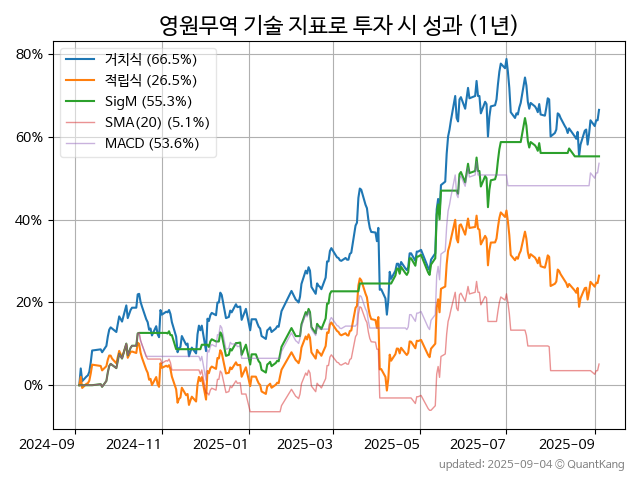 영원무역 기술 지표로 투자 시 성과 (1년)
거치식 (66.5%)
적립식 (26.5%)
SigM (55.3%)
SMA(20) (5.1%)
MACD (53.6%)
80%
60%
40%
20%
0%
2024-09 2024-11 2025-01 2025-03 2025-05 2025-07 2025-09
updated: 2025-09-04 © QuantKang